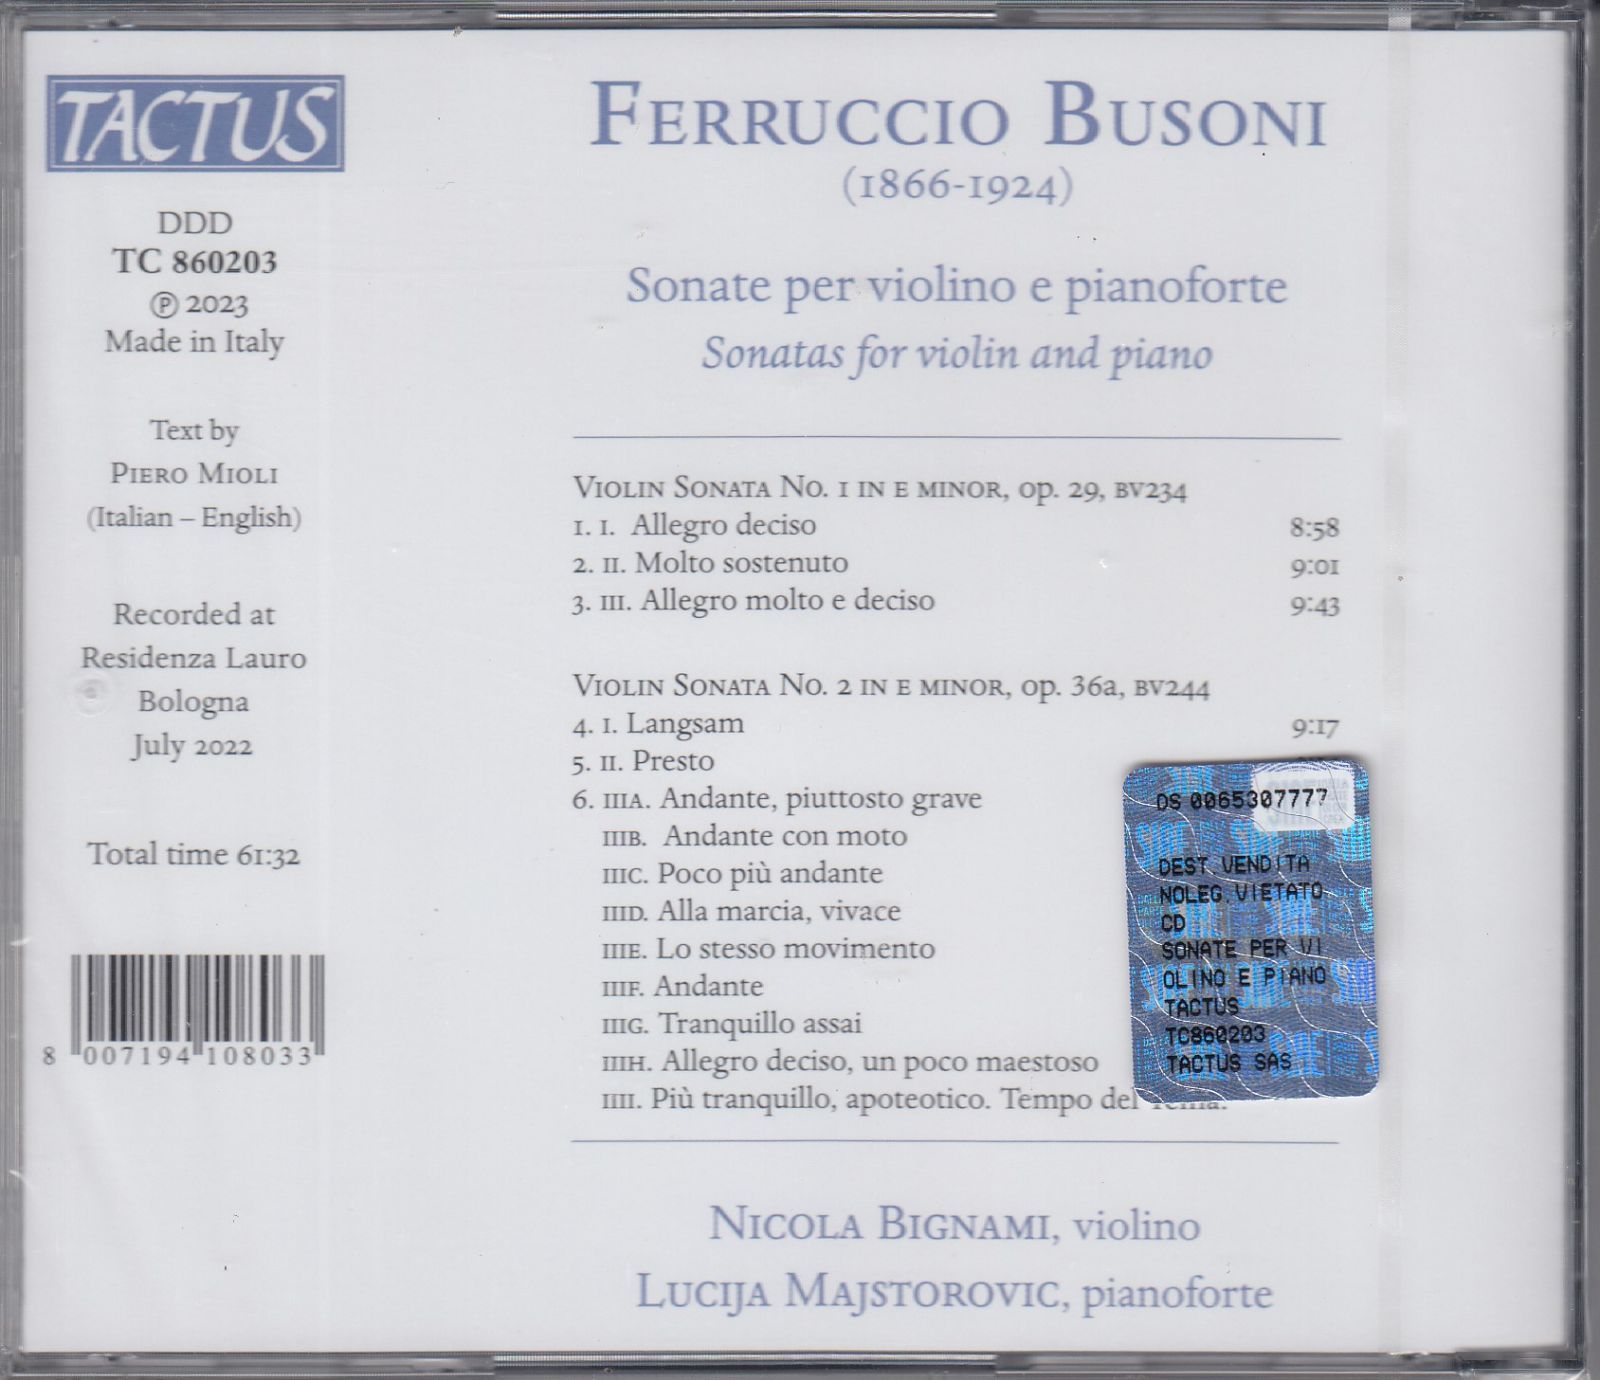 TACTUS
DDD
TC 860203
℗ 2023
Made in Italy
Text by
PIERO MIOLI
(Italian – English)
Recorded at
Residenza Lauro
Bologna
July 2022
Total time 61:32
8 007194 108033
FERRUCCIO BUSONI
(1866-1924)
Sonate per violino e pianoforte
Sonatas for violin and piano
VIOLIN SONATA NO. 1 IN E MINOR, op. 29, BV234
1. I. Allegro deciso 8:58
2. II. Molto sostenuto 9:01
3. III. Allegro molto e deciso 9:43
VIOLIN SONATA NO. 2 IN E MINOR, op. 36a, BV244
4. I. Langsam 9:17
5. II. Presto
6. IIIA. Andante, piuttosto grave
IIIB. Andante con moto
IIIC. Poco più andante
IIID. Alla marcia, vivace
IIIE. Lo stesso movimento
IIIF. Andante
IIIG. Tranquillo assai
IIIH. Allegro deciso, un poco maestoso
IIII. Più tranquillo, apoteotico. Tempo del Tema.
DS 0065307777
DEST.VENDITA
NOLEG.VIETATO
CD
SONATE PER VI
OLINO E PIANO
TACTUS
TC860203
TACTUS SAS
NICOLA BIGNAMI, violino
LUCIJA MAJSTOROVIC, pianoforte